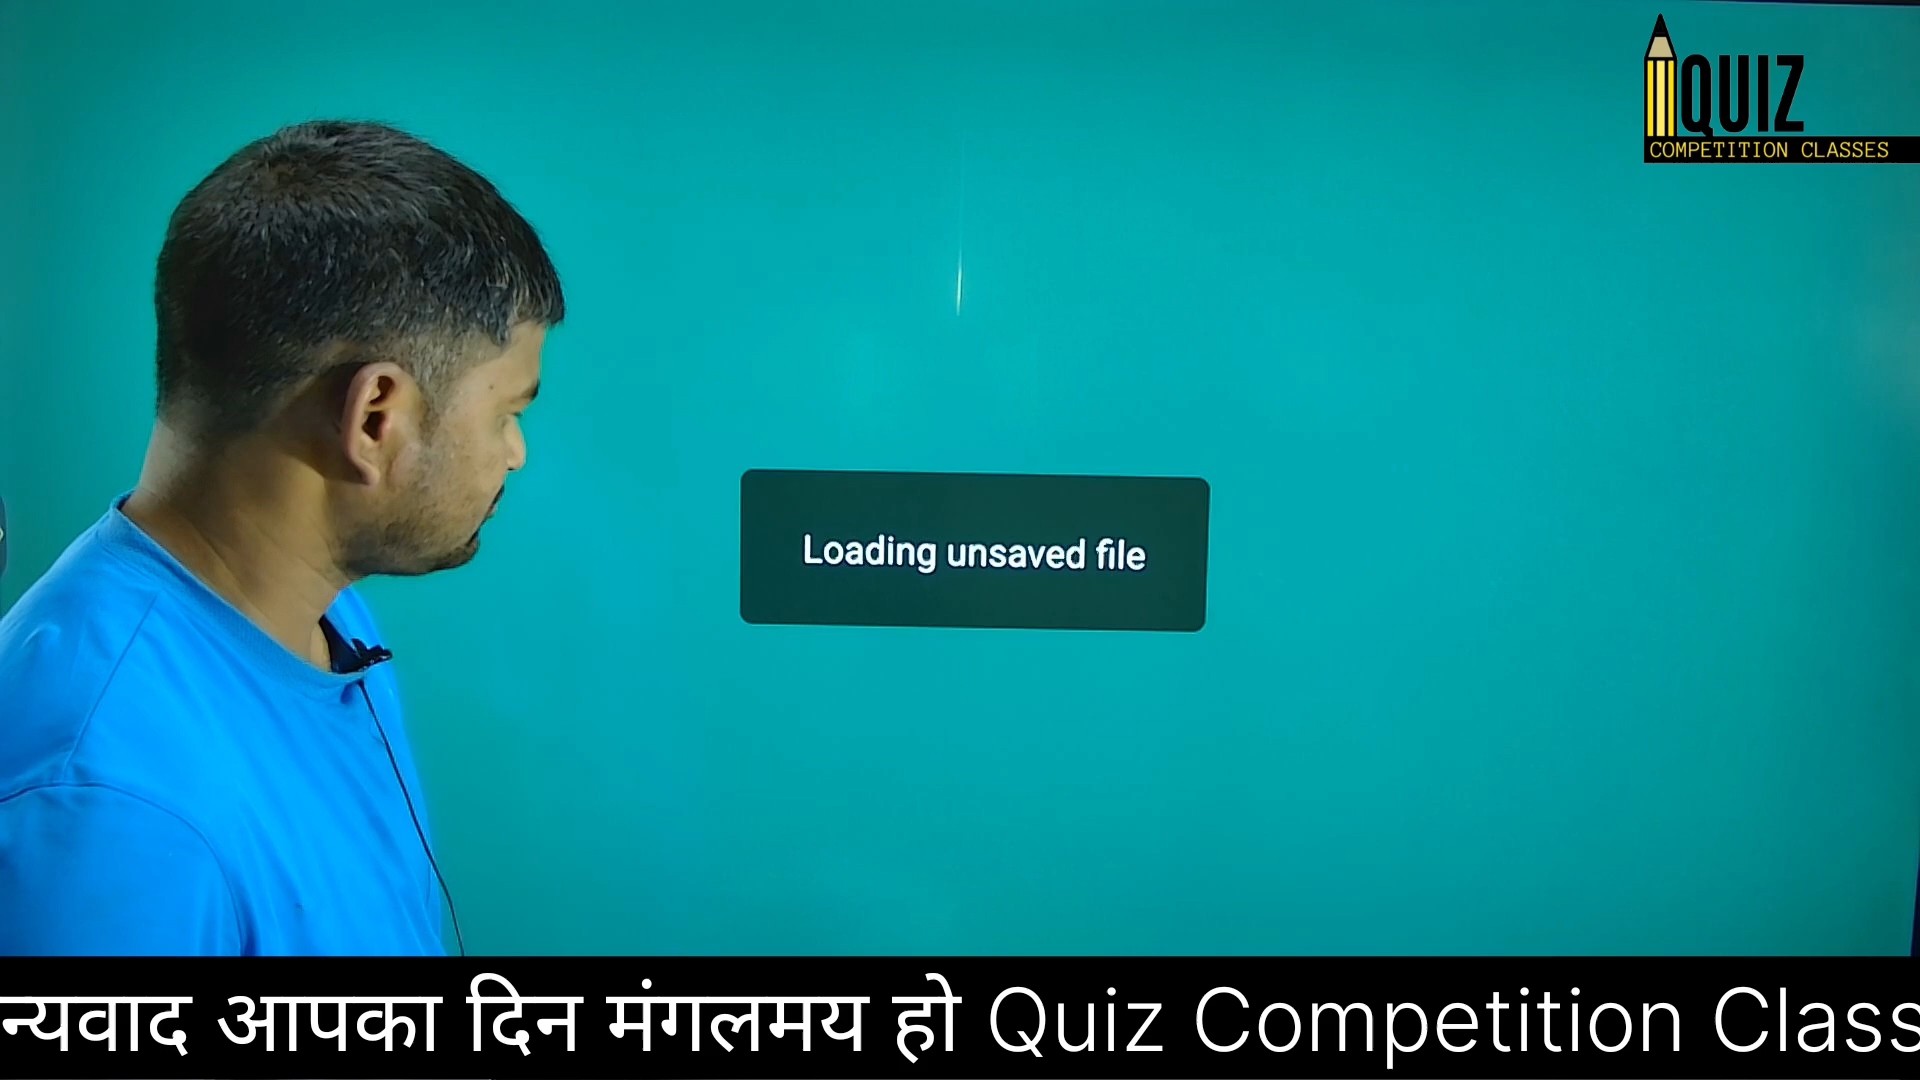 QUIZ
COMPETITION CLASSES
Loading unsaved file
न्यवाद आपका दिन मंगलमय हो Quiz Competition Class